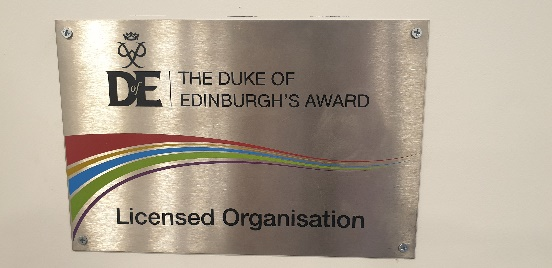 DofE
THE DUKE OF
EDINBURGH'S AWARD
Licensed Organisation